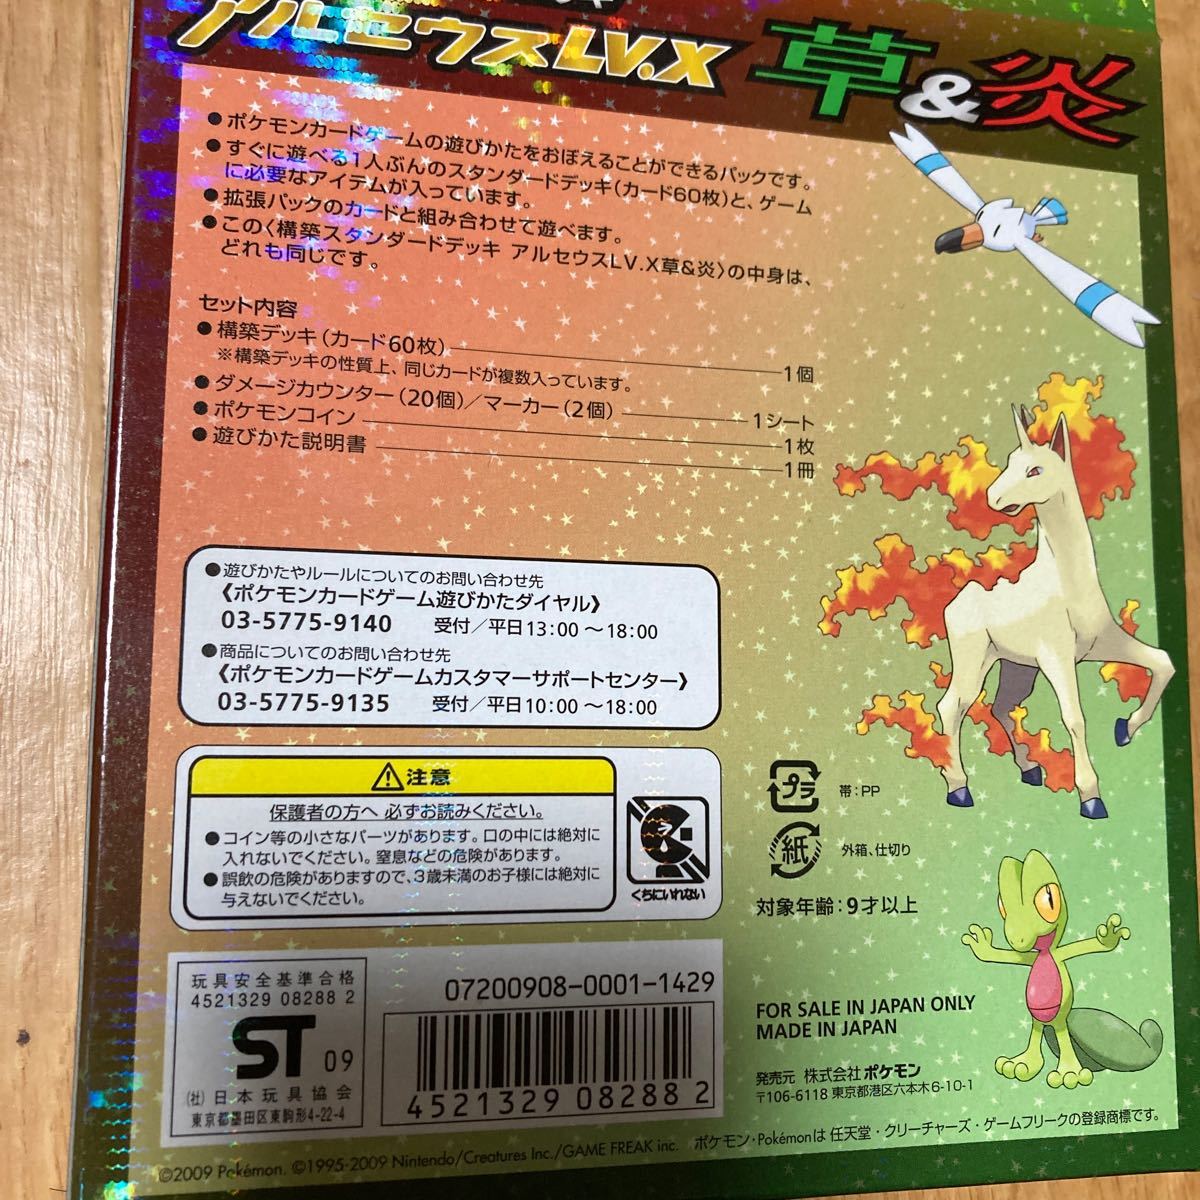 アルセウスLV.X 草&炎
●ポケモンカードゲームの遊びかたをおぼえることができるパックです。
●すぐに遊べる1人ぶんのスタンダードデッキ(カード60枚)と、ゲーム
に必要なアイテムが入っています。
●拡張パックのカードと組み合わせて遊べます。
●この〈構築スタンダードデッキ アルセウスLV.X草&炎〉の中身は、
どれも同じです。
セット内容
●構築デッキ(カード60枚) 1個
※構築デッキの性質上、同じカードが複数入っています。
●ダメージカウンター(20個)/マーカー(2個) 1シート
●ポケモンコイン 1枚
●遊びかた説明書 1冊
●遊びかたやルールについてのお問い合わせ先
《ポケモンカードゲーム遊びかたダイヤル》
03-5775-9140 受付/平日13:00〜18:00
●商品についてのお問い合わせ先
《ポケモンカードゲームカスタマーサポートセンター》
03-5775-9135 受付/平日10:00〜18:00
注意
保護者の方へ 必ずお読みください。
●コイン等の小さなパーツがあります。口の中には絶対に
入れないでください。窒息などの危険があります。
●誤飲の危険がありますので、3歳未満のお子様には絶対に
与えないでください。
くちにいれない
プラ 帯:PP
紙 外箱、仕切り
対象年齢:9才以上
玩具安全基準合格
4521329 08288 2
ST 09
(社)日本玩具協会
東京都墨田区東駒形4-22-4
07200908-0001-1429
4521329 082882
FOR SALE IN JAPAN ONLY
MADE IN JAPAN
発売元 株式会社ポケモン
〒106-6118 東京都港区六本木6-10-1
©2009 Pokémon. ©1995-2009 Nintendo/Creatures Inc./GAME FREAK inc. ポケモン・Pokémonは 任天堂・クリーチャーズ・ゲームフリークの登録商標です。